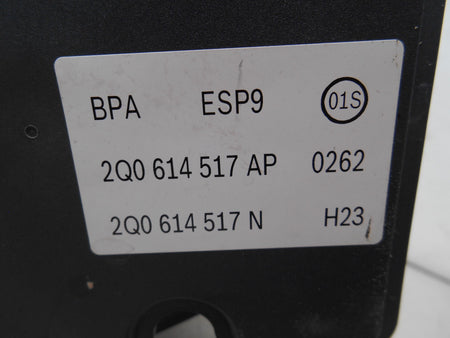 BPA ESP9 01S
2Q0 614 517 AP 0262
2Q0 614 517 N H23